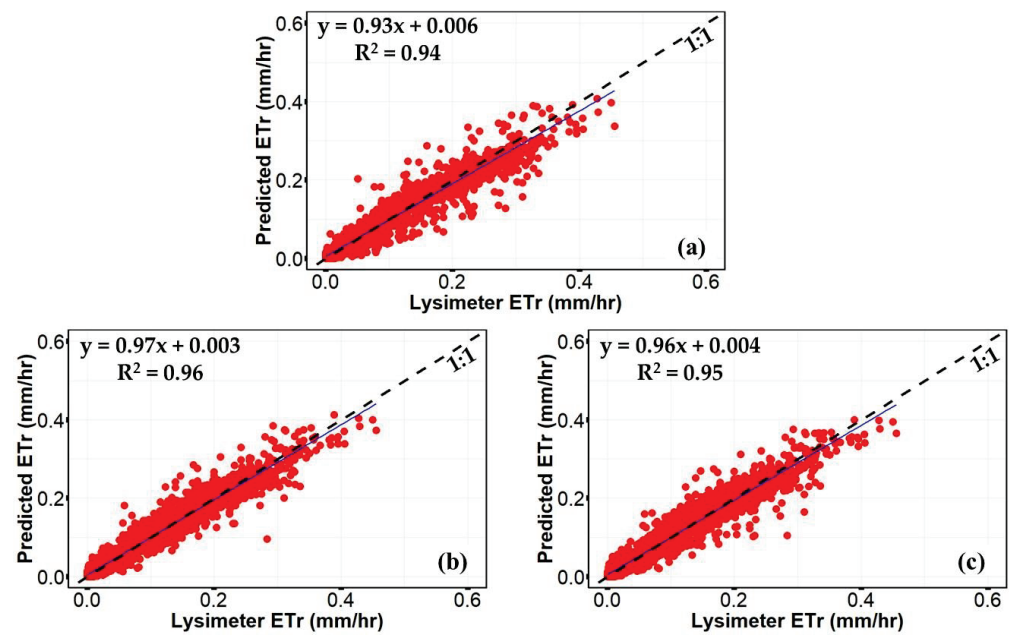 y = 0.93x + 0.006
R² = 0.94
1:1
Predicted ETr (mm/hr)
0.6
0.4
0.2
0.0
(a)
0.0 0.2 0.4 0.6
Lysimeter ETr (mm/hr)
y = 0.97x + 0.003
R² = 0.96
1:1
Predicted ETr (mm/hr)
0.6
0.4
0.2
0.0
(b)
0.0 0.2 0.4 0.6
Lysimeter ETr (mm/hr)
y = 0.96x + 0.004
R² = 0.95
1:1
Predicted ETr (mm/hr)
0.6
0.4
0.2
0.0
(c)
0.0 0.2 0.4 0.6
Lysimeter ETr (mm/hr)